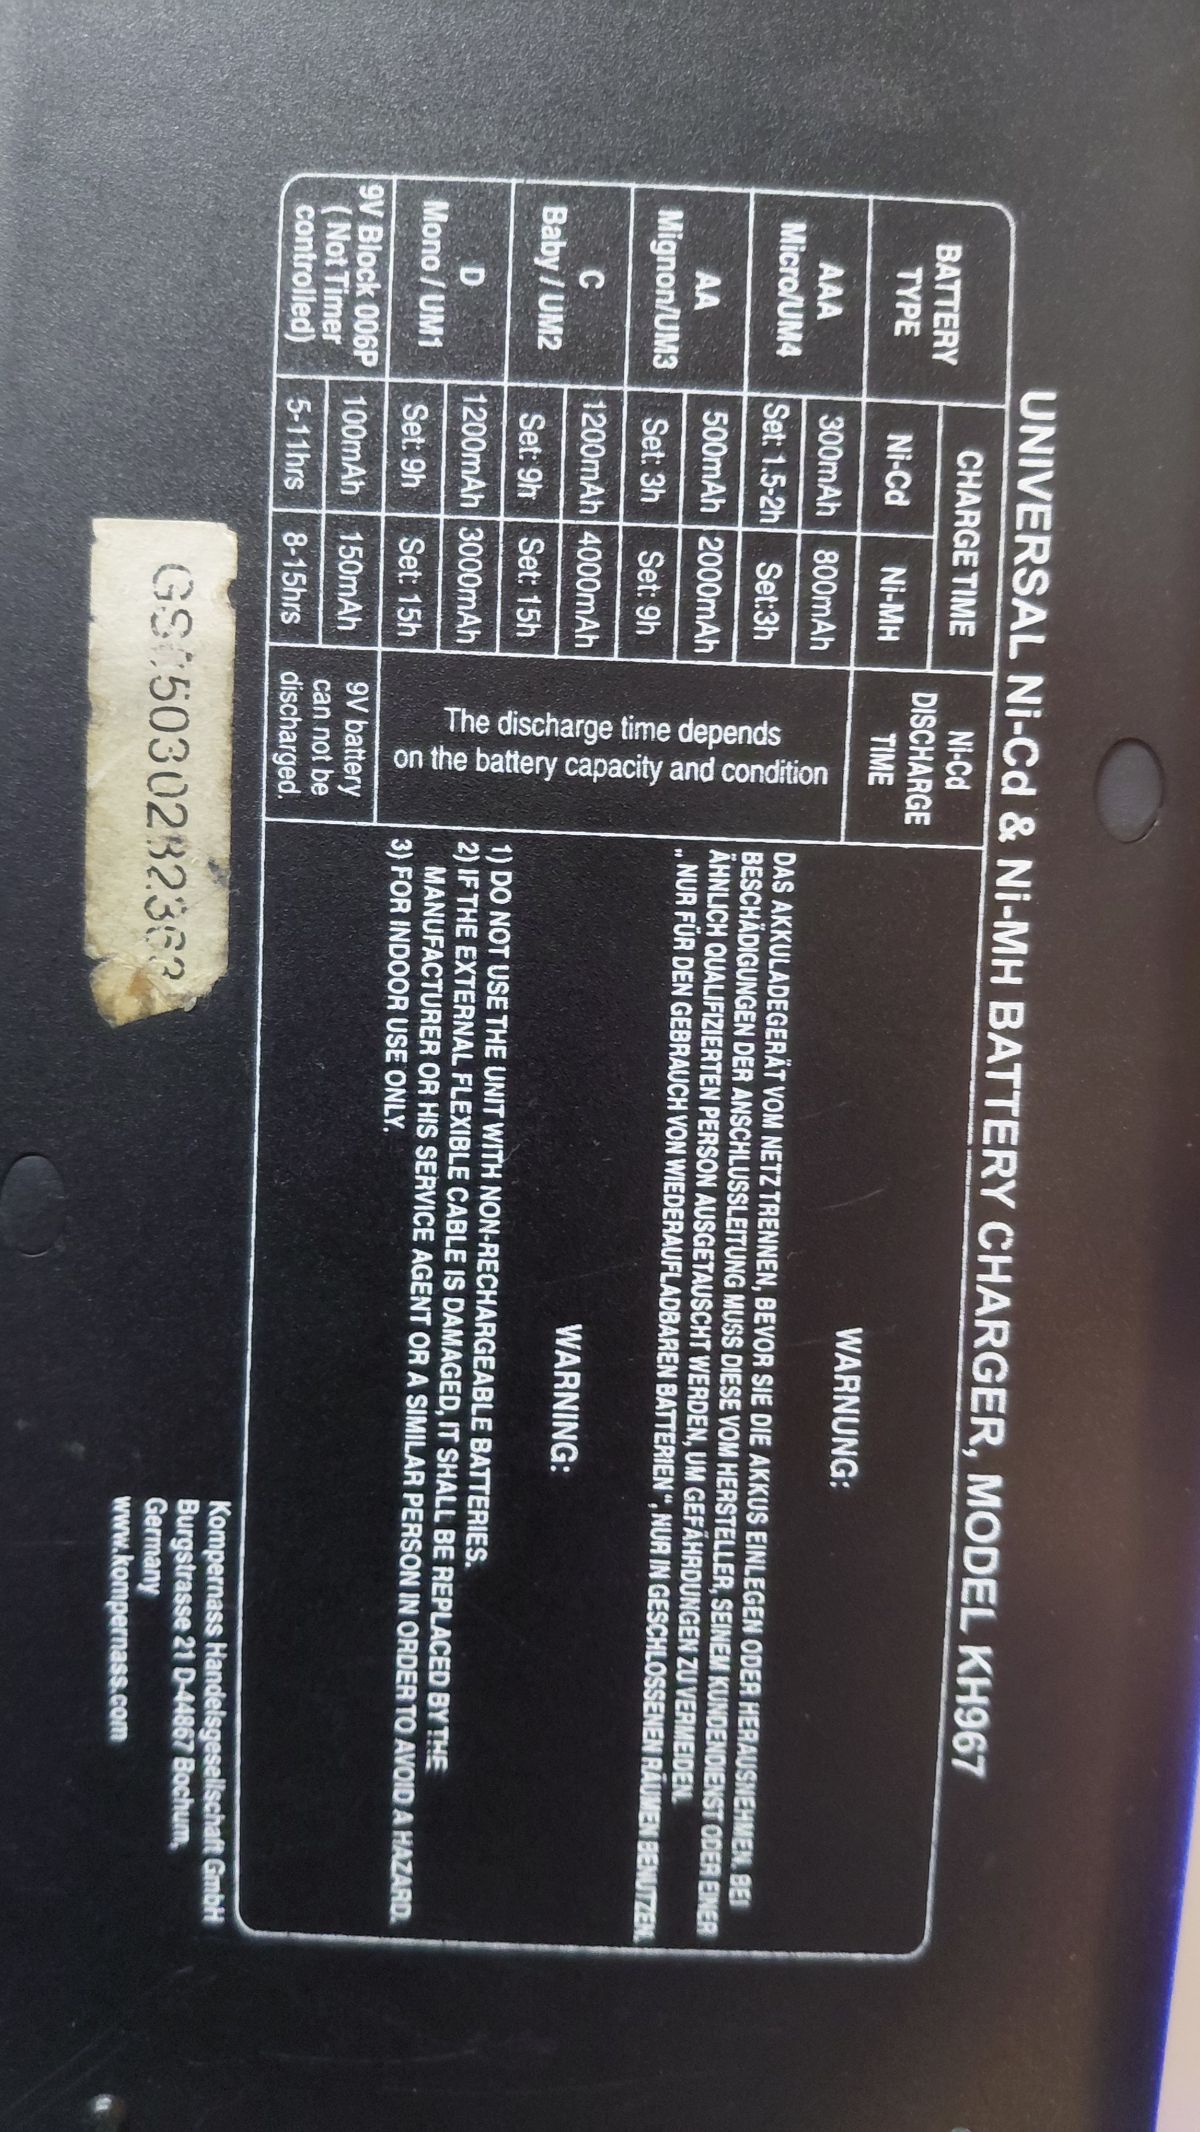 UNIVERSAL Ni-Cd & Ni-MH BATTERY CHARGER, MODEL KH967
BATTERY TYPE
CHARGE TIME
Ni-Cd
Ni-MH
Ni-Cd DISCHARGE TIME
AAA
Micro/UM4
300mAh
800mAh
Set: 1.5-2h
Set:3h
AA
Mignon/UM3
500mAh
2000mAh
Set: 3h
Set: 9h
C
Baby / UM2
1200mAh
4000mAh
Set: 9h
Set: 15h
D
Mono / UM1
1200mAh
3000mAh
Set: 9h
Set: 15h
The discharge time depends
on the battery capacity and condition
9V Block 006P
( Not Timer
controlled)
100mAh
150mAh
5-11hrs
8-15hrs
9V battery
can not be
discharged.
WARNUNG:
DAS AKKULADEGERÄT VOM NETZ TRENNEN, BEVOR SIE DIE AKKUS EINLEGEN ODER HERAUSNEHMEN. BEI
BESCHÄDIGUNGEN DER ANSCHLUSSLEITUNG MUSS DIESE VOM HERSTELLER, SEINEM KUNDENDIENST ODER EINER
ÄHNLICH QUALIFIZIERTEN PERSON AUSGETAUSCHT WERDEN, UM GEFÄHRDUNGEN ZU VERMEIDEN.
„ NUR FÜR DEN GEBRAUCH VON WIEDERAUFLADBAREN BATTERIEN“, NUR IN GESCHLOSSENEN RÄUMEN BENUTZEN.
WARNING:
1) DO NOT USE THE UNIT WITH NON-RECHARGEABLE BATTERIES.
2) IF THE EXTERNAL FLEXIBLE CABLE IS DAMAGED, IT SHALL BE REPLACED BY THE
MANUFACTURER OR HIS SERVICE AGENT OR A SIMILAR PERSON IN ORDER TO AVOID A HAZARD.
3) FOR INDOOR USE ONLY.
Kompernass Handelsgesellschaft GmbH
Burgstrasse 21 D-4867 Bochum,
Germany
www.kompernass.com